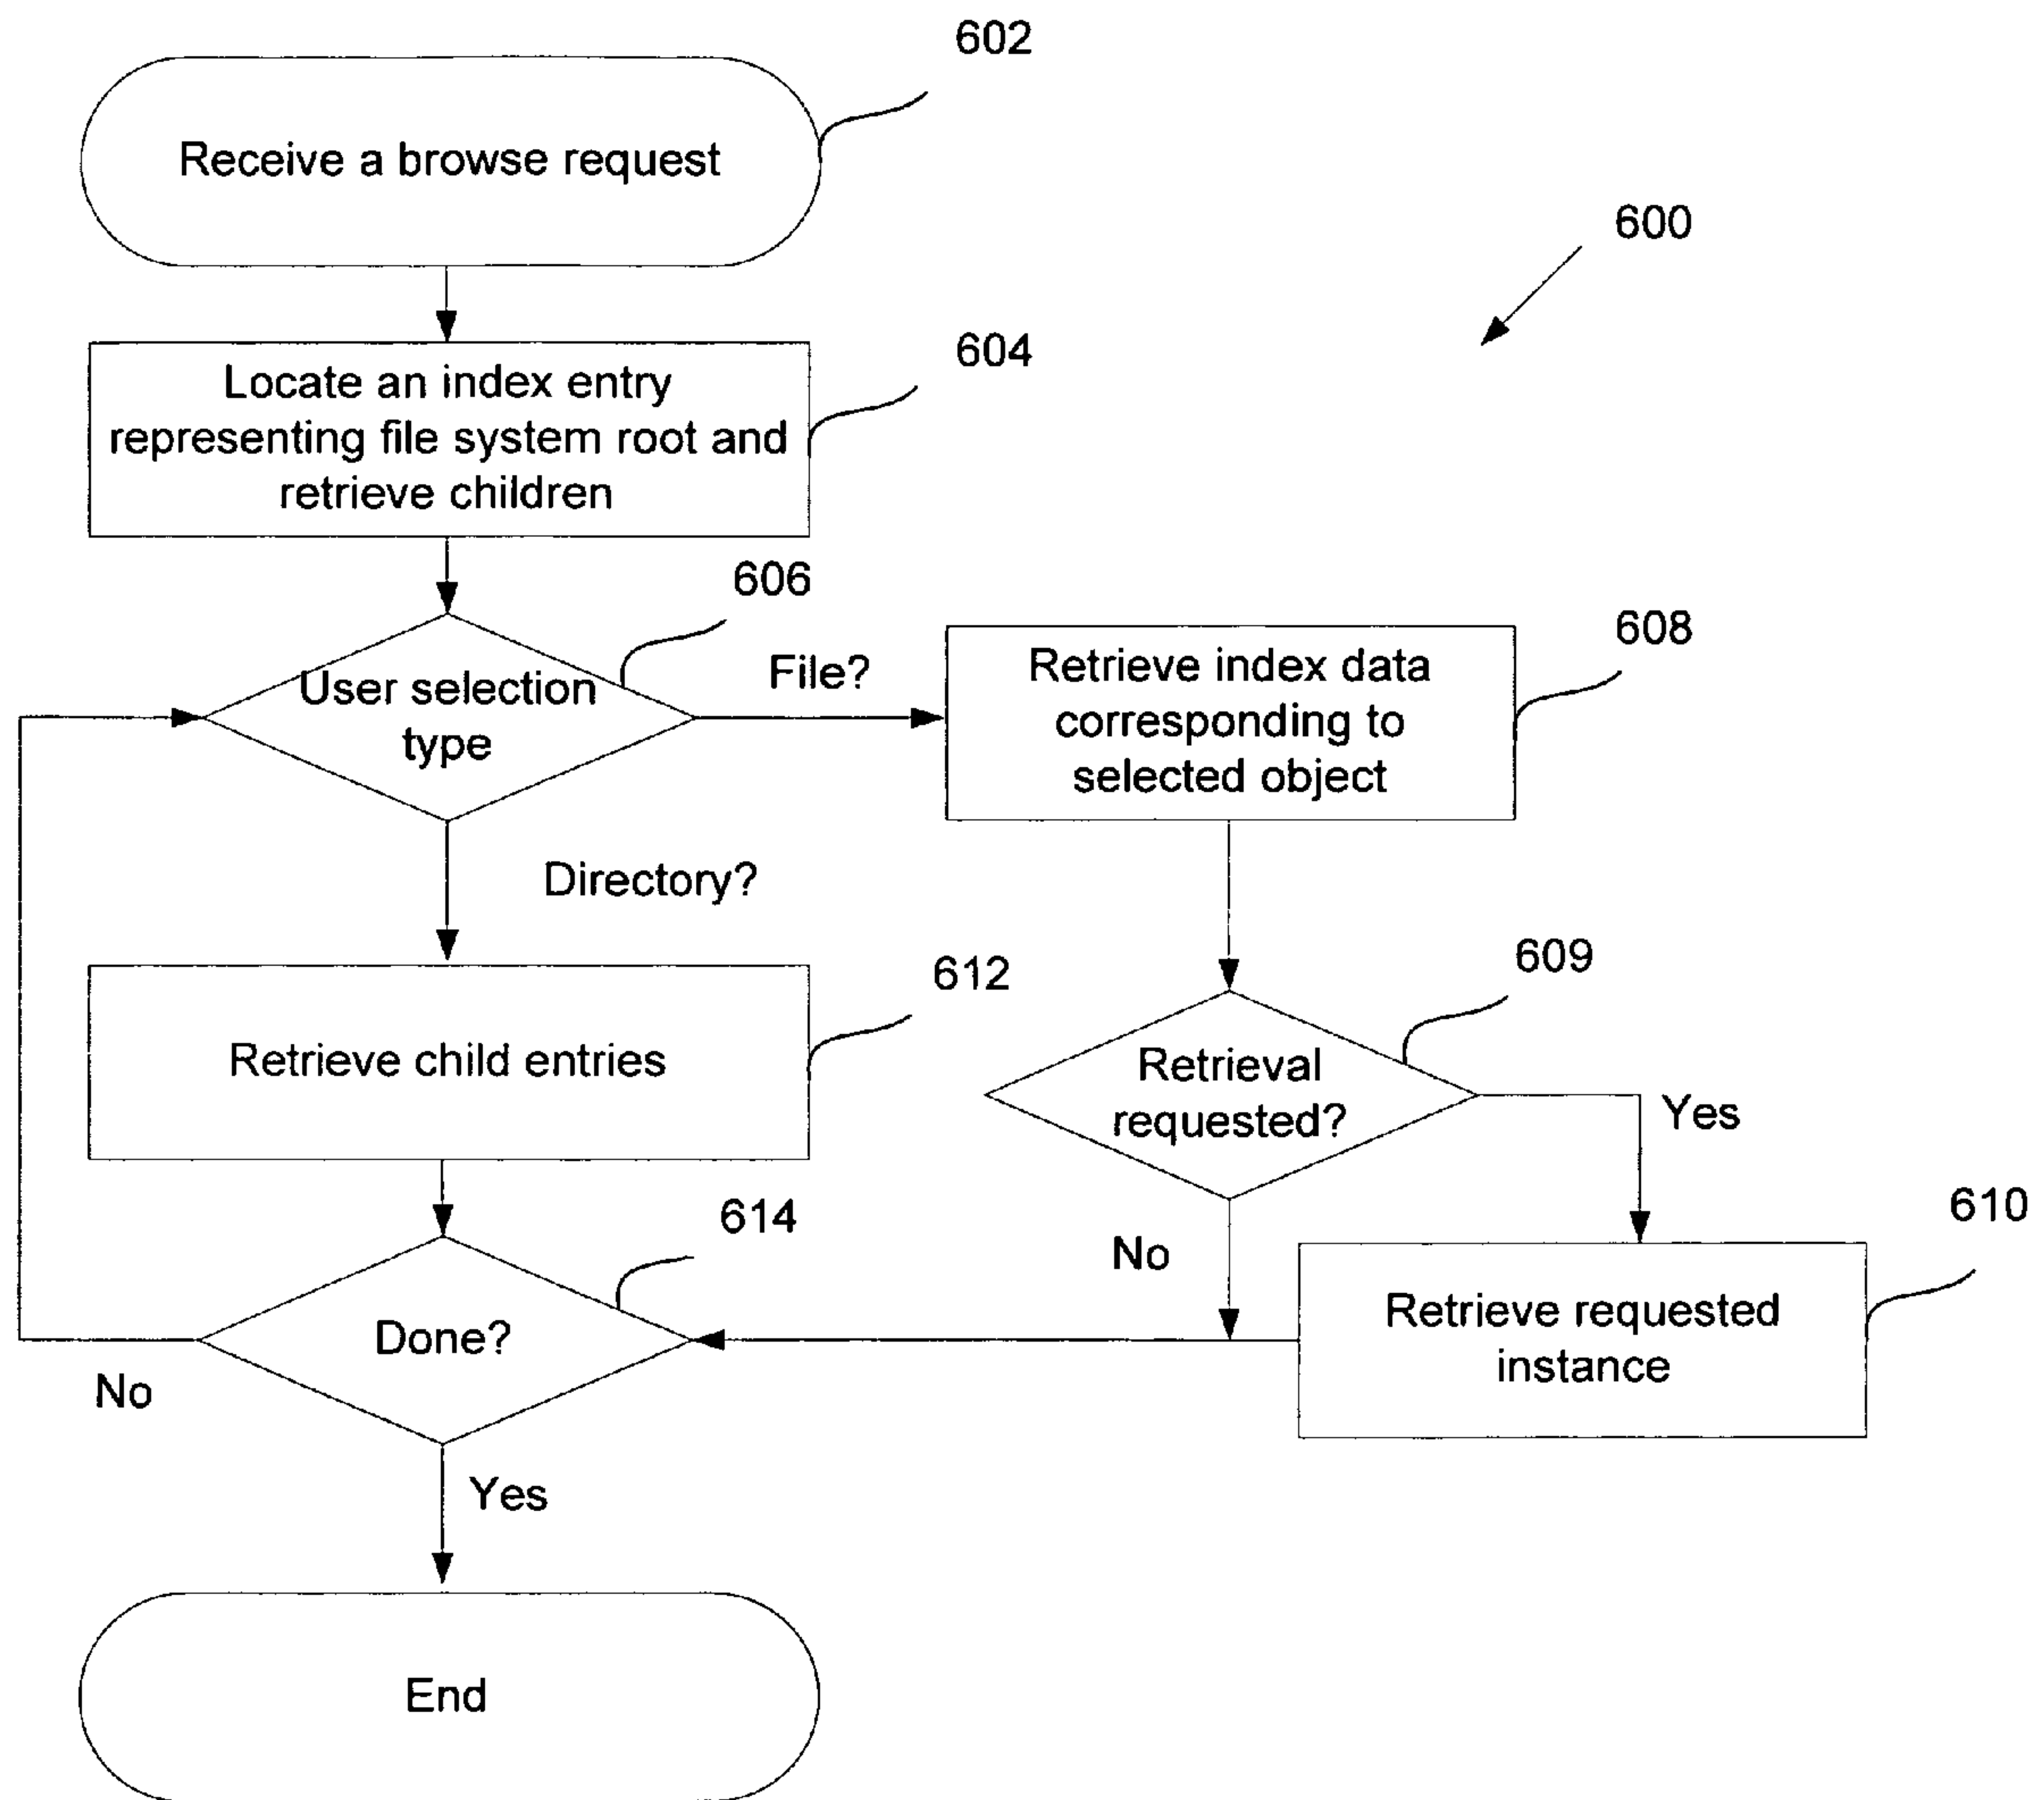 602
Receive a browse request
600
604
Locate an index entry
representing file system root and
retrieve children
606
User selection
type
File?
608
Retrieve index data
corresponding to
selected object
Directory?
612
Retrieve child entries
609
Retrieval
requested?
Yes
No
610
Retrieve requested
instance
614
Done?
No
Yes
End